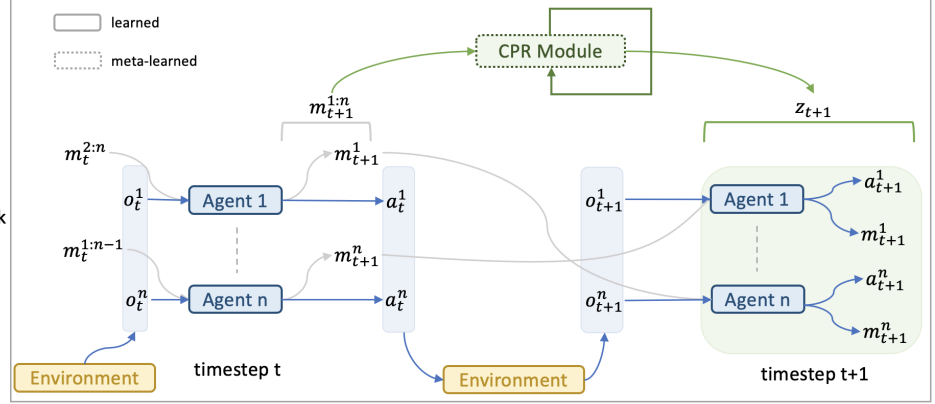 learned
meta-learned
CPR Module
m_{t+1}^{1:n}
z_{t+1}
m_t^{2:n}
m_{t+1}^1
o_t^1
Agent 1
a_t^1
o_{t+1}^1
Agent 1
a_{t+1}^1
m_{t+1}^1
k
m_t^{1:n-1}
m_{t+1}^n
o_t^n
Agent n
a_t^n
o_{t+1}^n
Agent n
a_{t+1}^n
m_{t+1}^n
Environment
timestep t
Environment
timestep t+1